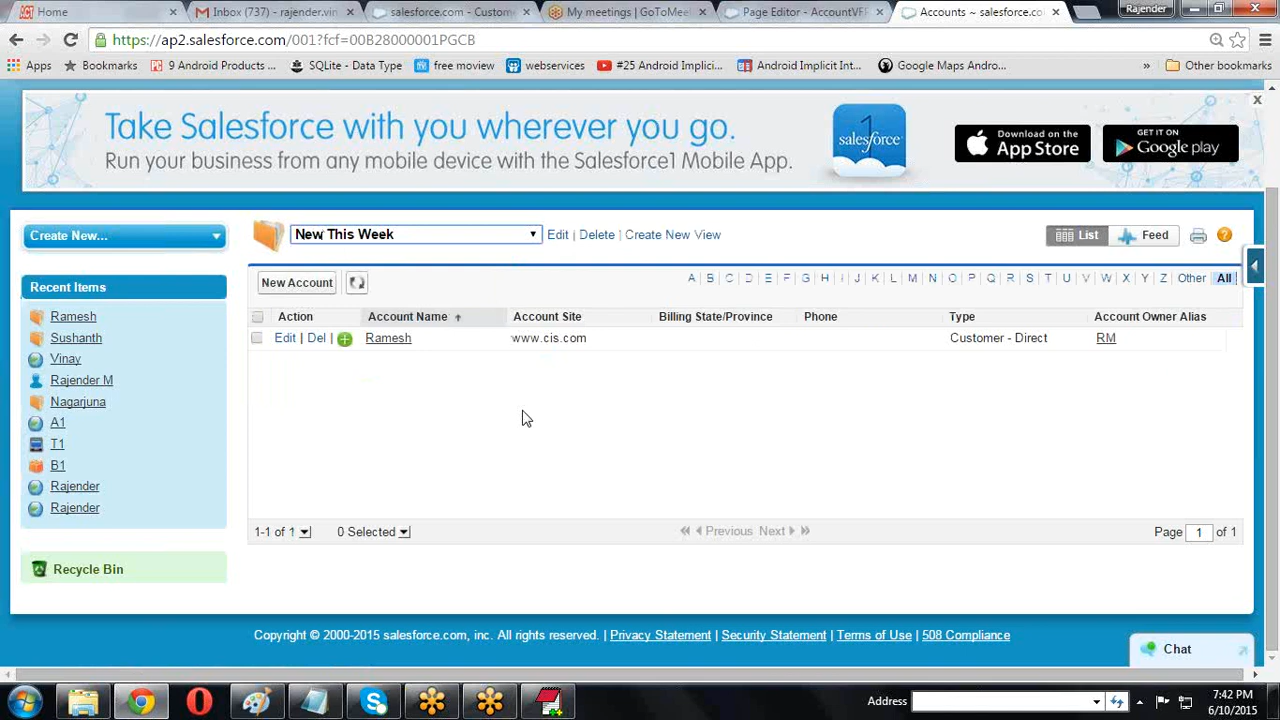 Home
Inbox (737) - rajender.vin
salesforce.com - Custome
My meetings | GoToMee
Page Editor - AccountVF
Accounts ~ salesforce.co
Rajender
https://ap2.salesforce.com/001?fcf=00B28000001PGCB
Apps
Bookmarks
9 Android Products ...
SQLite - Data Type
free moview
webservices
#25 Android Implici...
Android Implicit Int...
Google Maps Andro...
»
Other bookmarks
Take Salesforce with you wherever you go.
Run your business from any mobile device with the Salesforce1 Mobile App.
salesforce 1
Download on the App Store
GET IT ON Google play
x
Create New...
New This Week
Edit | Delete | Create New View
List
Feed
Recent Items
Ramesh
Sushanth
Vinay
Rajender M
Nagarjuna
A1
T1
B1
Rajender
Rajender
Recycle Bin
New Account
A B C D E F G H I J K L M N O P Q R S T U V W X Y Z Other All
Action Account Name Account Site Billing State/Province Phone Type Account Owner Alias
Edit | Del | Ramesh www.cis.com Customer - Direct RM
1-1 of 1 0 Selected Previous Next Page 1 of 1
Copyright © 2000-2015 salesforce.com, inc. All rights reserved. | Privacy Statement | Security Statement | Terms of Use | 508 Compliance
Chat
Address
7:42 PM
6/10/2015